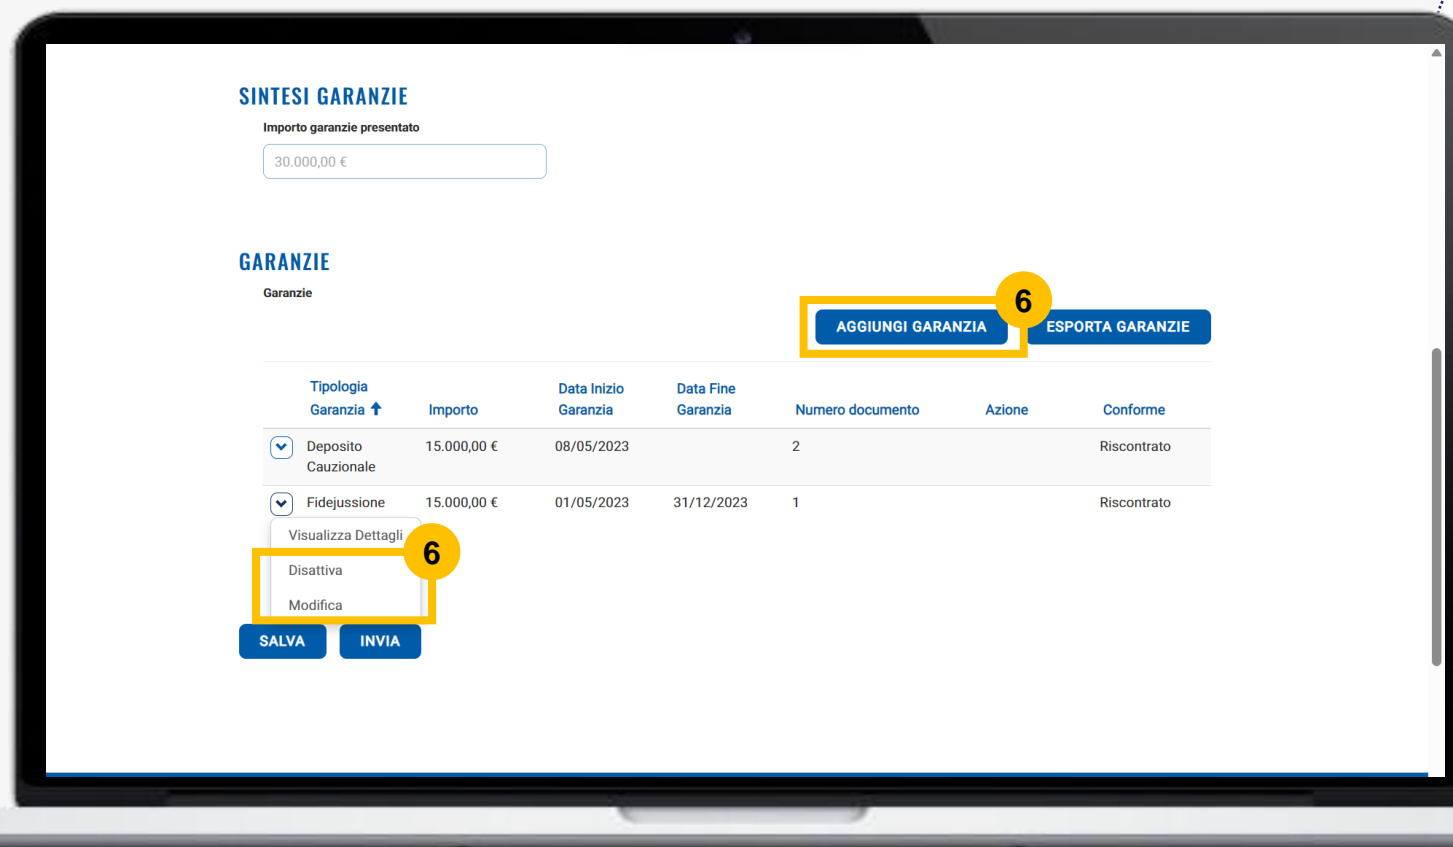 SINTESI GARANZIE
Importo garanzie presentato
30.000,00 €
GARANZIE
Garanzie
6
AGGIUNGI GARANZIA
ESPORTA GARANZIE
Tipologia
Garanzia
Importo
Data Inizio
Garanzia
Data Fine
Garanzia
Numero documento
Azione
Conforme
Deposito
Cauzionale
15.000,00 €
08/05/2023
2
Riscontrato
Fidejussione
15.000,00 €
01/05/2023
31/12/2023
1
Riscontrato
Visualizza Dettagli
6
Disattiva
Modifica
SALVA
INVIA